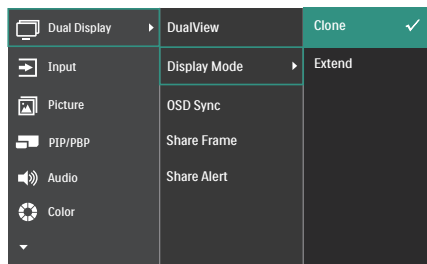 Dual Display
Input
Picture
PIP/PBP
Audio
Color
DualView
Display Mode
OSD Sync
Share Frame
Share Alert
Clone
Extend